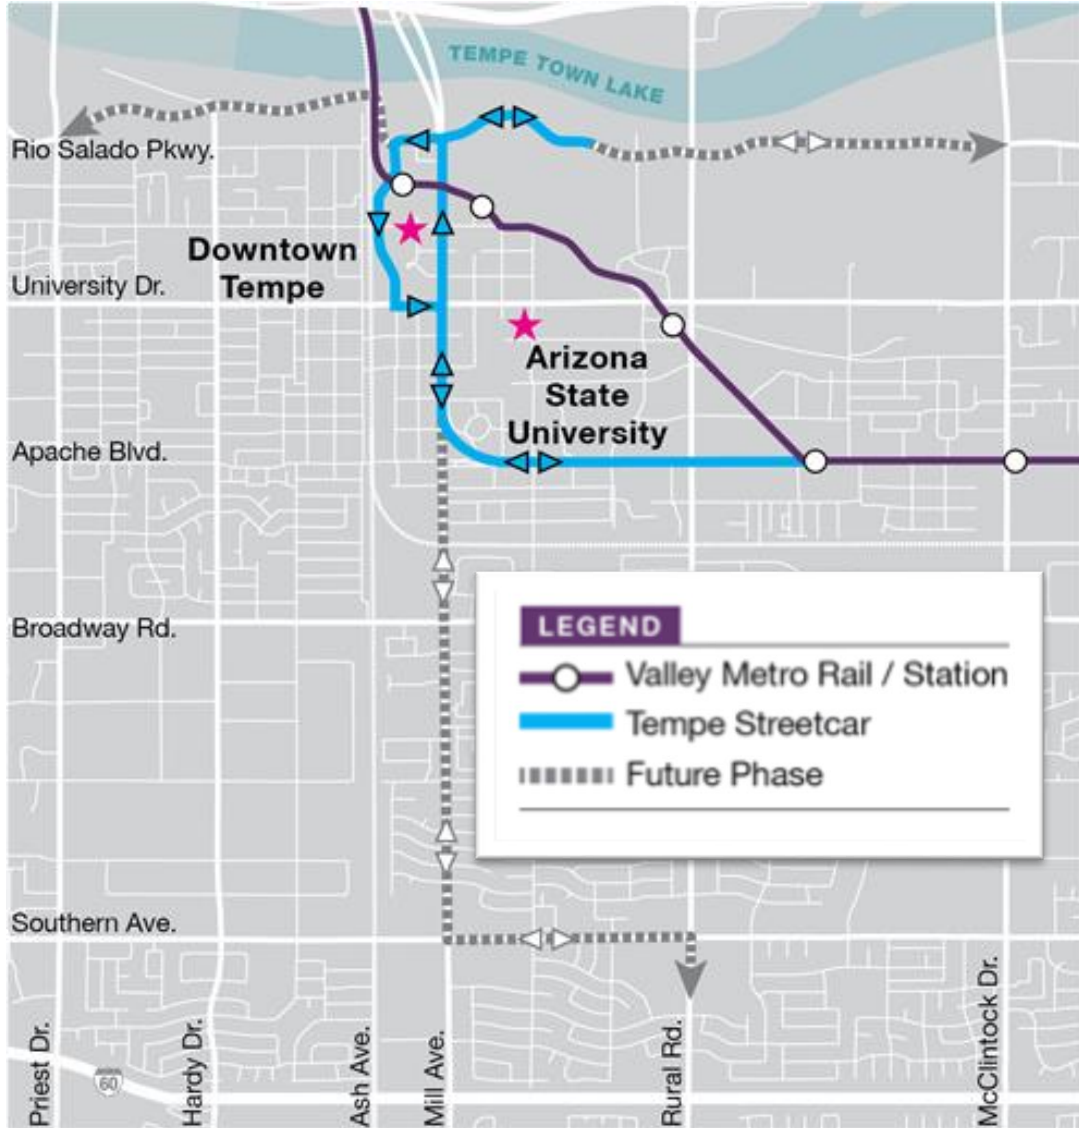 TEMPE TOWN LAKE
Rio Salado Pkwy.
Downtown
Tempe
University Dr.
Arizona
State
University
Apache Blvd.
Broadway Rd.
LEGEND
Valley Metro Rail / Station
Tempe Streetcar
Future Phase
Southern Ave.
60
Priest Dr.
Hardy Dr.
Ash Ave.
Mill Ave.
Rural Rd.
McClintock Dr.